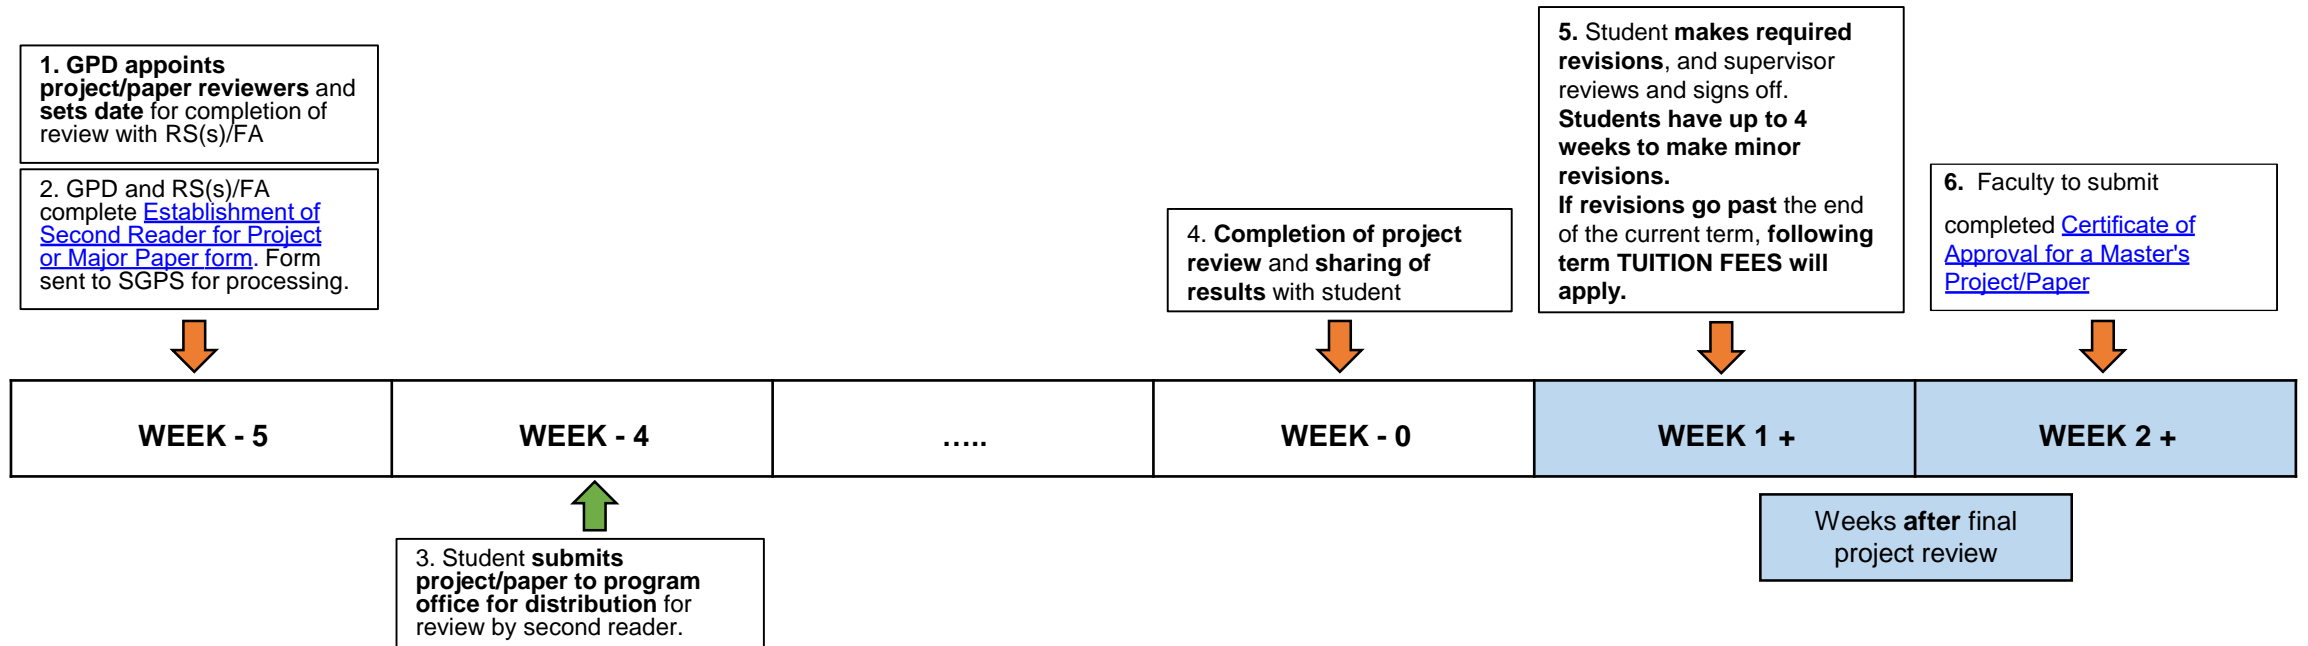 1. GPD appoints
project/paper reviewers and
sets date for completion of
review with RS(s)/FA
2. GPD and RS(s)/FA
complete Establishment of
Second Reader for Project
or Major Paper form. Form
sent to SGPS for processing.
4. Completion of project
review and sharing of
results with student
5. Student makes required
revisions, and supervisor
reviews and signs off.
Students have up to 4
weeks to make minor
revisions.
If revisions go past the end
of the current term, following
term TUITION FEES will
apply.
6. Faculty to submit
completed Certificate of
Approval for a Master's
Project/Paper
WEEK - 5
WEEK - 4
…..
WEEK - 0
WEEK 1 +
WEEK 2 +
3. Student submits
project/paper to program
office for distribution for
review by second reader.
Weeks after final
project review